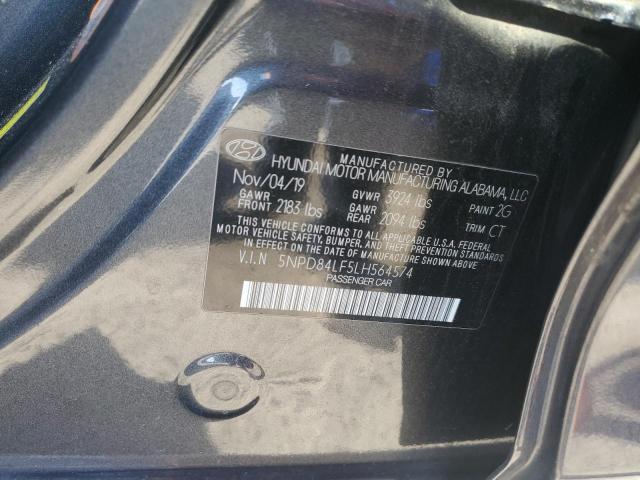 MANUFACTURED BY
HYUNDAI MOTOR MANUFACTURING ALABAMA, LLC
Nov/04/19 GVWR 3924 lbs PAINT 2G
GAWR FRONT 2183 lbs GAWR REAR 2094 lbs TRIM CT
THIS VEHICLE CONFORMS TO ALL APPLICABLE U.S.A. FEDERAL
MOTOR VEHICLE SAFETY, BUMPER, AND THEFT PREVENTION STANDARDS
IN EFFECT ON THE DATE OF MANUFACTURE SHOWN ABOVE.
V.I.N 5NPD84LF5LH564574
PASSENGER CAR